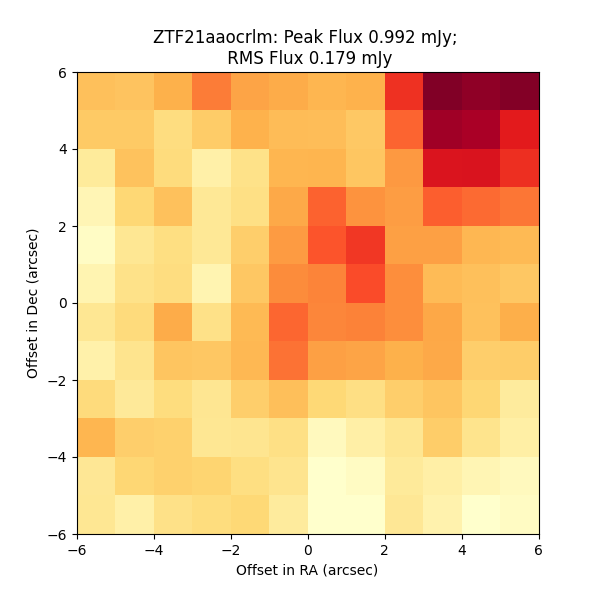 ZTF21aaocrlm: Peak Flux 0.992 mJy;
RMS Flux 0.179 mJy
6
4
2
0
−2
−4
−6
Offset in Dec (arcsec)
−6 −4 −2 0 2 4 6
Offset in RA (arcsec)